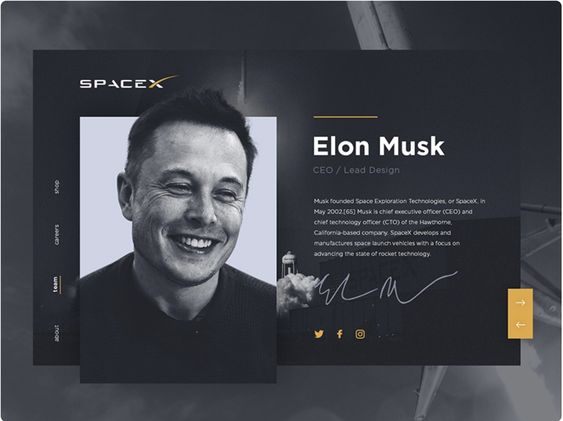 SPACEX
shop
careers
team
about
Elon Musk
CEO / Lead Design
Musk founded Space Exploration Technologies, or SpaceX, in
May 2002.[65] Musk is chief executive officer (CEO) and
chief technology officer (CTO) of the Hawthorne,
California-based company. SpaceX develops and
manufactures space launch vehicles with a focus on
advancing the state of rocket technology.